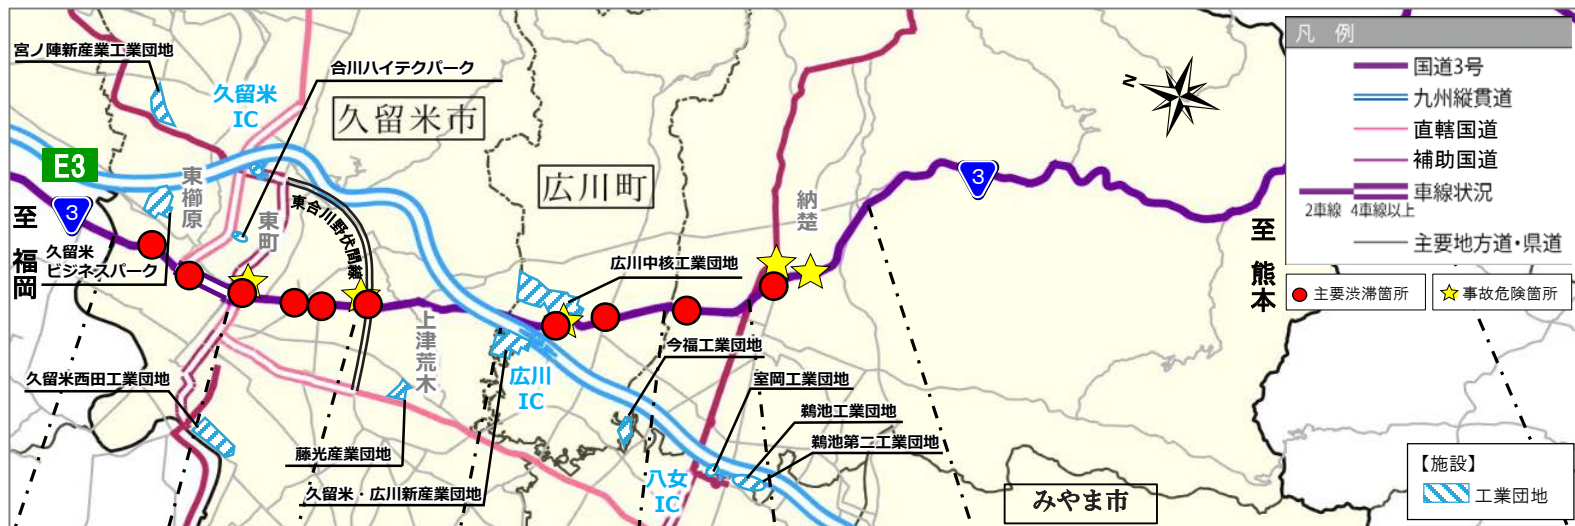 宮ノ陣新産業工業団地
合川ハイテクパーク
久留米
IC
久留米市
E3
東櫛原
3
至 福岡
久留米
ビジネスパーク
東町
東合川野伏間線
広川町
広川中核工業団地
納楚
3
N
至 熊本
上津荒木
今福工業団地
広川
IC
室岡工業団地
鵜池工業団地
鵜池第二工業団地
久留米西田工業団地
藤光産業団地
久留米・広川新産業団地
八女
IC
みやま市
凡 例
国道3号
九州縦貫道
直轄国道
補助国道
車線状況
2車線 4車線以上
主要地方道・県道
主要渋滞箇所
事故危険箇所
【施設】
工業団地